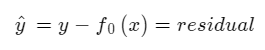 ŷ = y − f₀ (x) = residual